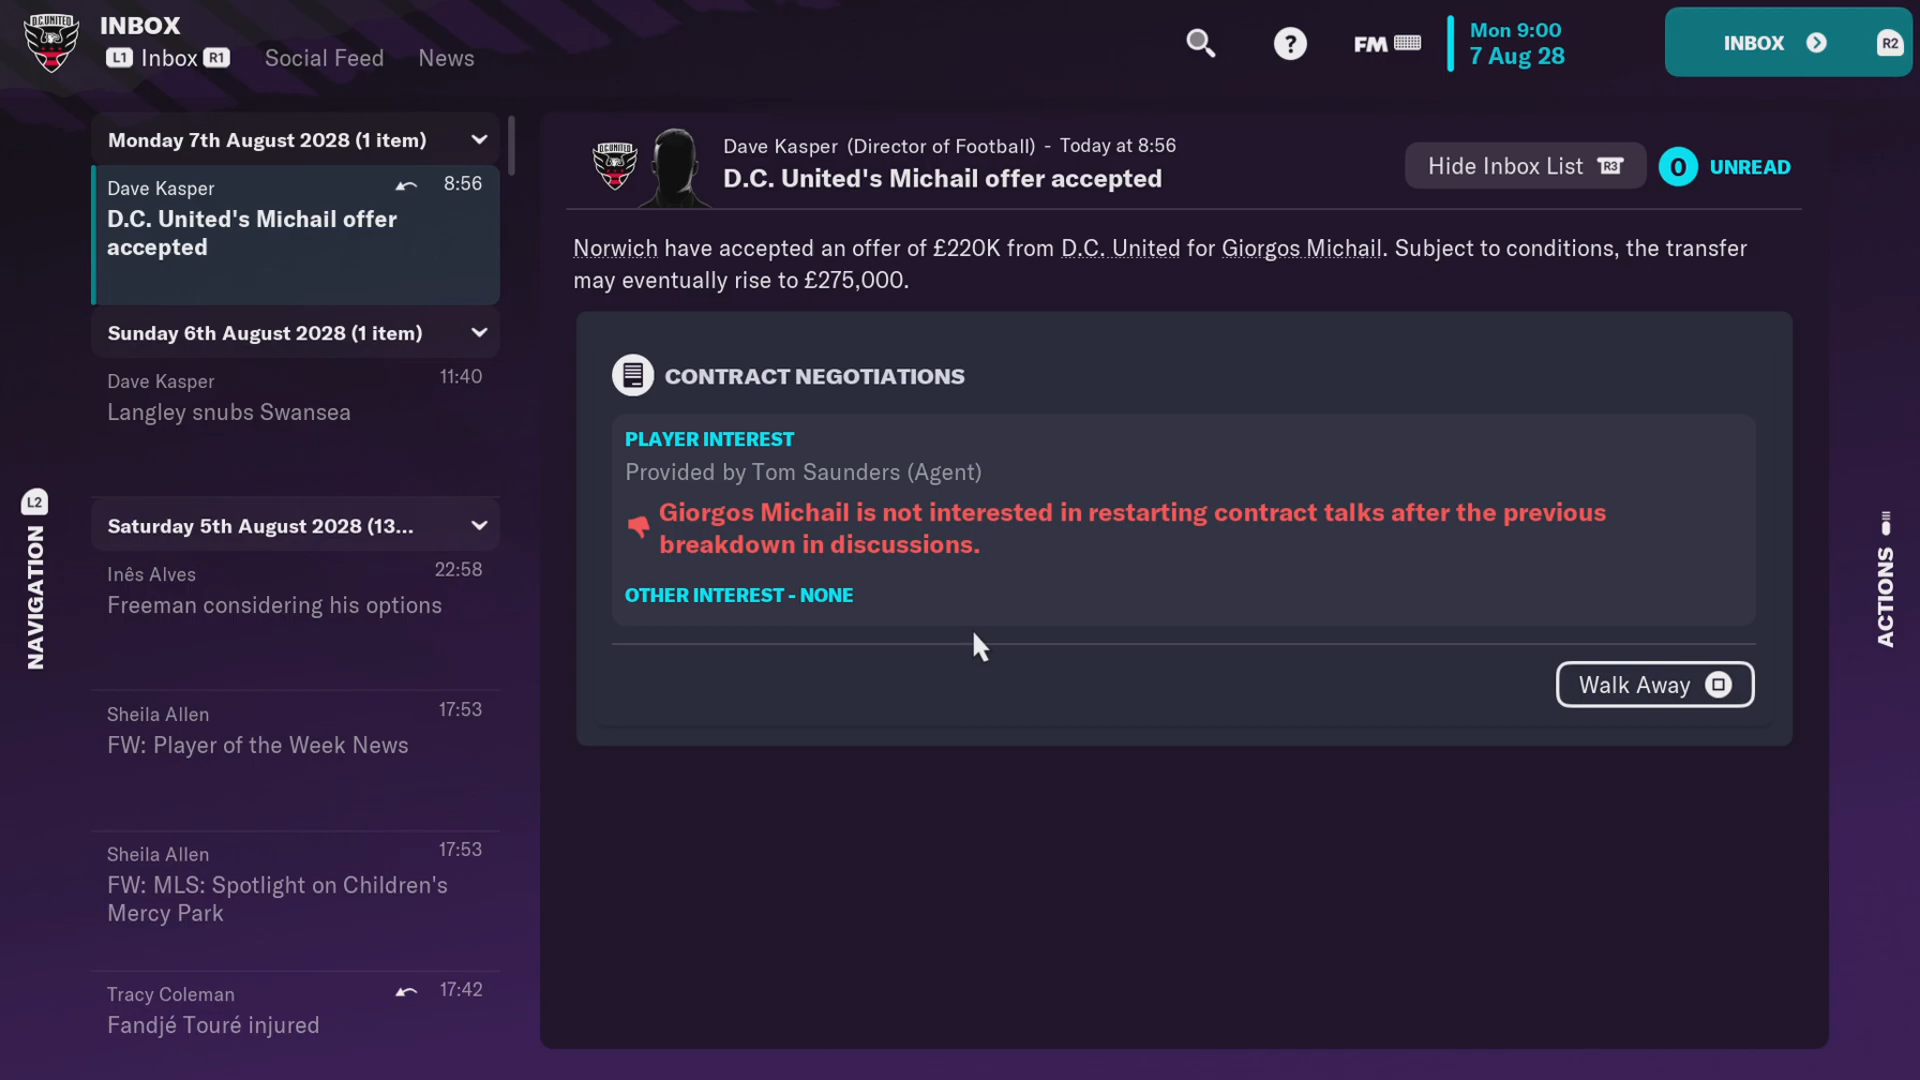 INBOX
L1 Inbox R1 Social Feed News
?
FM
Mon 9:00
7 Aug 28
INBOX R2
Monday 7th August 2028 (1 item)
Dave Kasper 8:56
D.C. United's Michail offer
accepted
Sunday 6th August 2028 (1 item)
Dave Kasper 11:40
Langley snubs Swansea
Saturday 5th August 2028 (13...
Inês Alves 22:58
Freeman considering his options
Sheila Allen 17:53
FW: Player of the Week News
Sheila Allen 17:53
FW: MLS: Spotlight on Children's
Mercy Park
Tracy Coleman 17:42
Fandjé Touré injured
L2
NAVIGATION
D.C. UNITED
Dave Kasper (Director of Football) - Today at 8:56
D.C. United's Michail offer accepted
Hide Inbox List R3
0 UNREAD
Norwich have accepted an offer of £220K from D.C. United for Giorgos Michail. Subject to conditions, the transfer
may eventually rise to £275,000.
CONTRACT NEGOTIATIONS
PLAYER INTEREST
Provided by Tom Saunders (Agent)
Giorgos Michail is not interested in restarting contract talks after the previous
breakdown in discussions.
OTHER INTEREST - NONE
Walk Away
ACTIONS